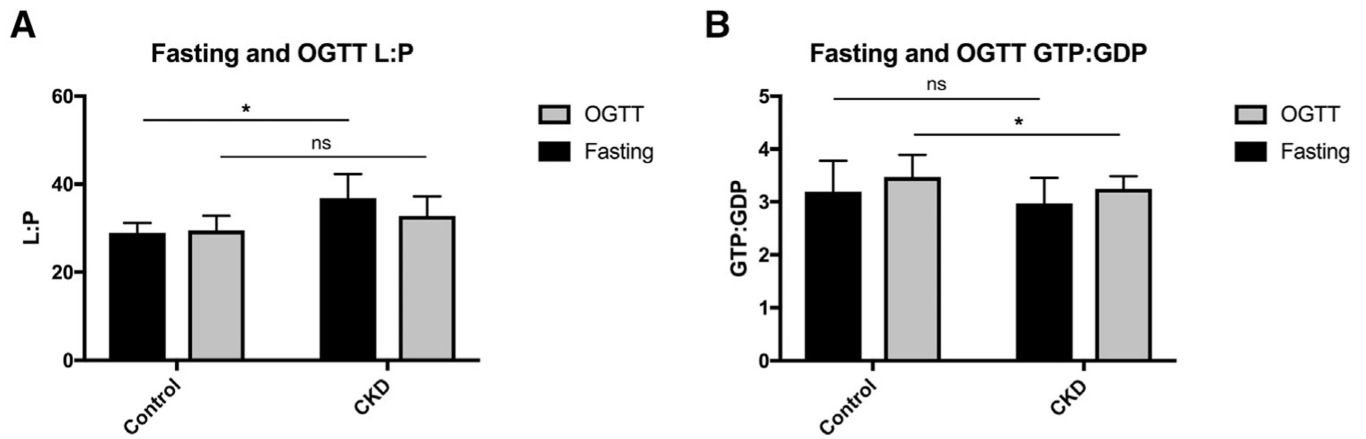 A
Fasting and OGTT L:P
L:P
60
40
20
0
*
ns
Control
CKD
OGTT
Fasting
B
Fasting and OGTT GTP:GDP
GTP:GDP
5
4
3
2
1
0
ns
*
Control
CKD
OGTT
Fasting